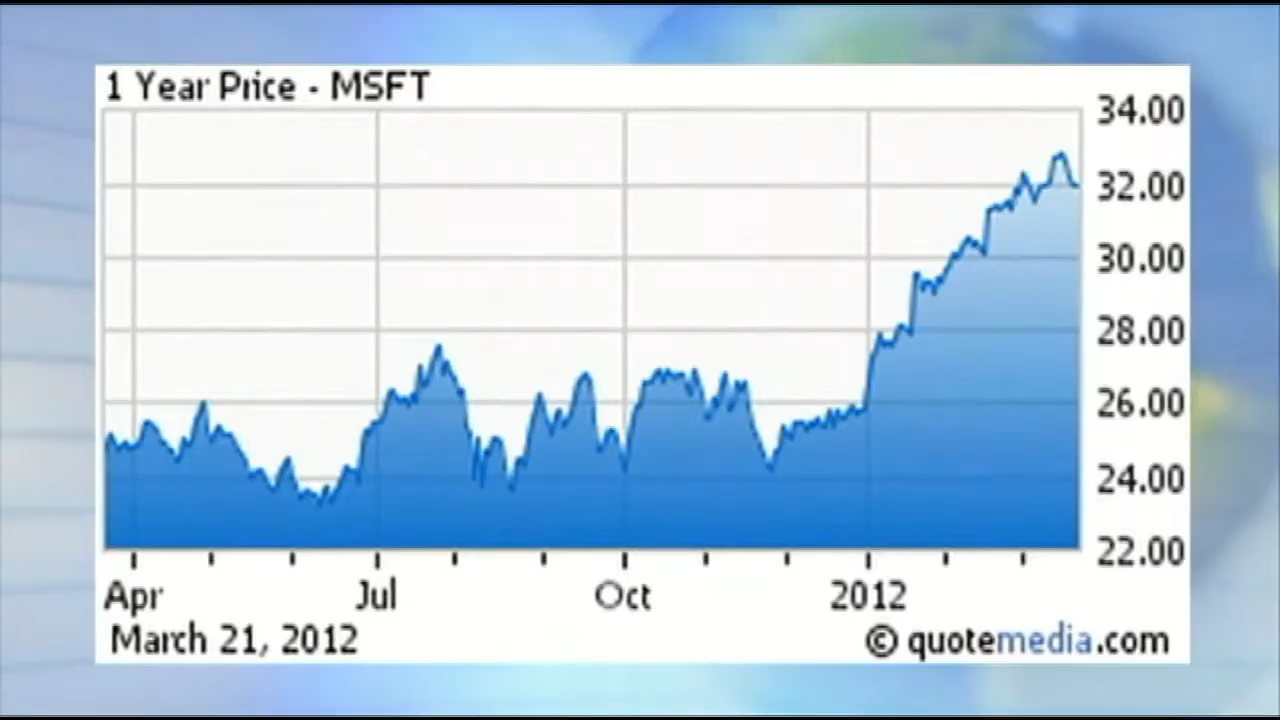 1 Year Price - MSFT
34.00
32.00
30.00
28.00
26.00
24.00
22.00
Apr Jul Oct 2012
March 21, 2012 © quotemedia.com